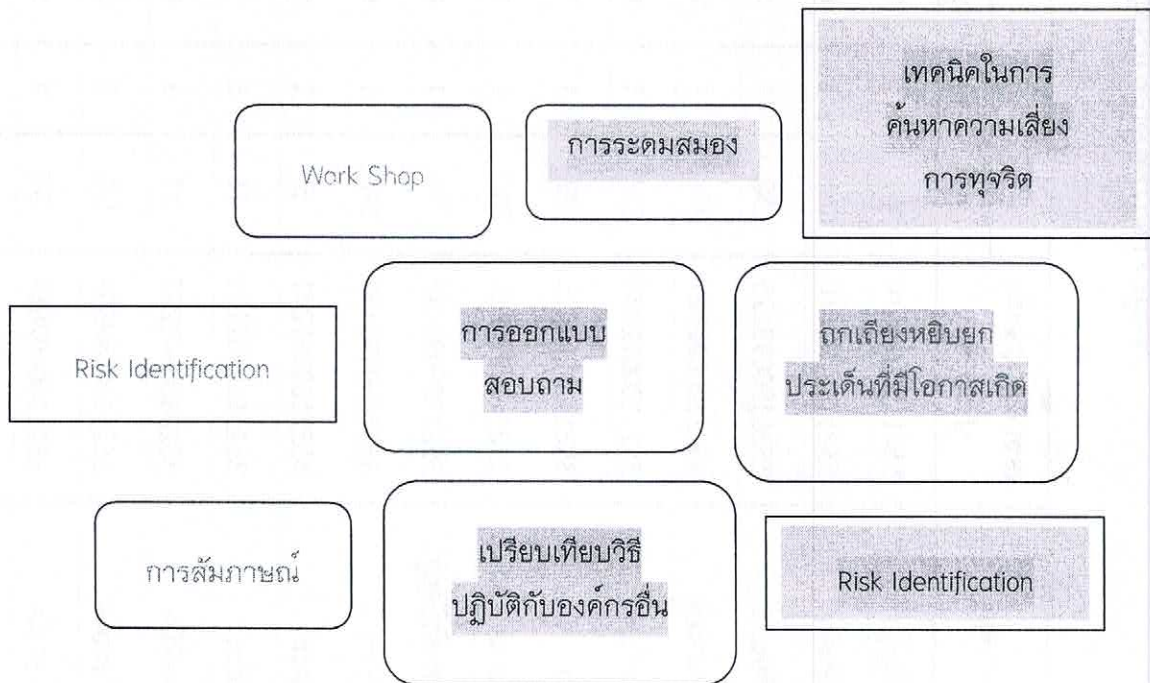 เทคนิคในการ
ค้นหาความเสี่ยง
การทุจริต
Work Shop
การระดมสมอง
Risk Identification
การออกแบบ
สอบถาม
ถกเถียงหยิบยก
ประเด็นที่มีโอกาสเกิด
การสัมภาษณ์
เปรียบเทียบวิธี
ปฏิบัติกับองค์กรอื่น
Risk Identification